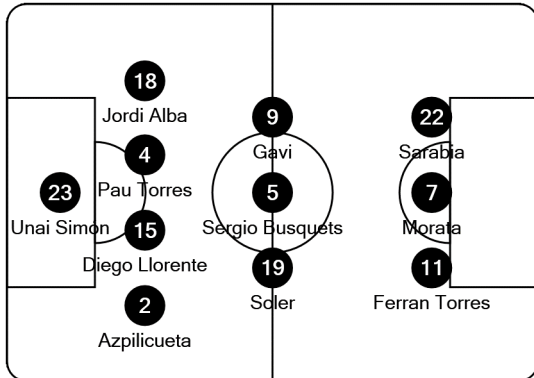 18
Jordi Alba
9
Gavi
22
Sarabia
4
Pau Torres
23
Unai Simón
5
Sergio Busquets
7
Morata
15
Diego Llorente
19
Soler
11
Ferran Torres
2
Azpilicueta